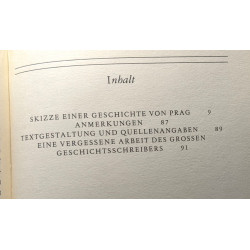 Inhalt
SKIZZE EINER GESCHICHTE VON PRAG 9
ANMERKUNGEN 87
TEXTGESTALTUNG UND QUELLENANGABEN 89
EINE VERGESSENE ARBEIT DES GROSSEN
GESCHICHTSSCHREIBERS 91